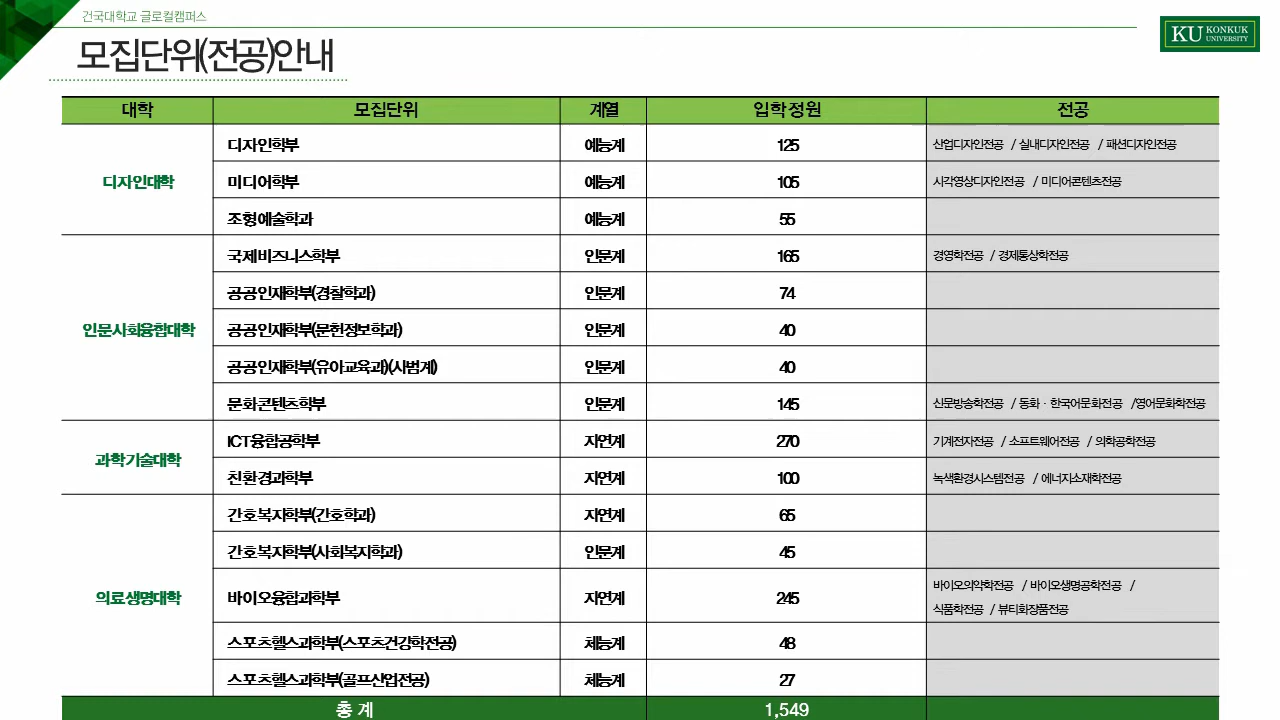 건국대학교 글로컬캠퍼스
KU KONKUK UNIVERSITY
모집단위(전공)안내
대학 모집단위 계열 입학정원 전공
디자인대학
디자인학부 예능계 125 산업디자인전공 / 실내디자인전공 / 패션디자인전공
미디어학부 예능계 105 시각영상디자인전공 / 미디어콘텐츠전공
조형예술학과 예능계 55
인문사회융합대학
국제비즈니스학부 인문계 165 경영학전공 / 경제통상학전공
공공인재학부(경찰학과) 인문계 74
공공인재학부(문헌정보학과) 인문계 40
공공인재학부(유아교육과)(사범계) 인문계 40
문화콘텐츠학부 인문계 145 신문방송학전공 / 동화 · 한국어문화전공 /영어문화학전공
과학기술대학
ICT융합공학부 자연계 270 기계전자전공 / 소프트웨어전공 / 의학공학전공
친환경과학부 자연계 100 녹색환경시스템전공 / 에너지소재학전공
의료생명대학
간호복지학부(간호학과) 자연계 65
간호복지학부(사회복지학과) 인문계 45
바이오융합과학부 자연계 245 바이오의약학전공 / 바이오생명공학전공 /
식품학전공 / 뷰티화장품전공
스포츠헬스과학부(스포츠건강학전공) 체능계 48
스포츠헬스과학부(골프산업전공) 체능계 27
총 계 1,549